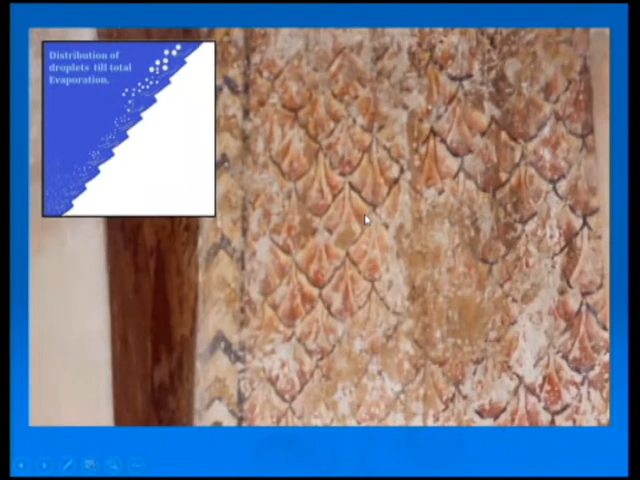 Distribution of
droplets till total
Evaporation.